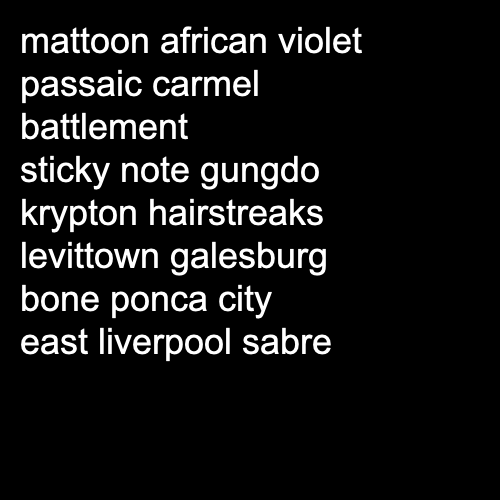 mattoon african violet
passaic carmel
battlement
sticky note gungdo
krypton hairstreaks
levittown galesburg
bone ponca city
east liverpool sabre